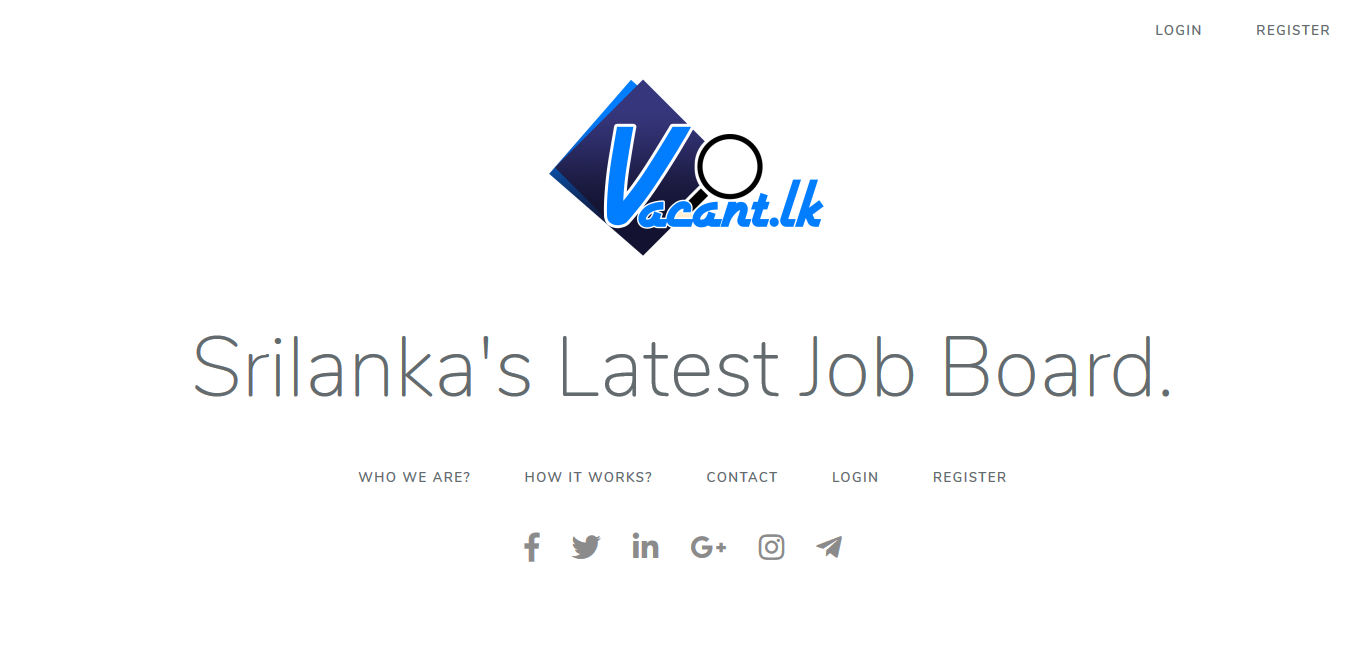 LOGIN REGISTER
Vacant.lk
Srilanka's Latest Job Board.
WHO WE ARE? HOW IT WORKS? CONTACT LOGIN REGISTER